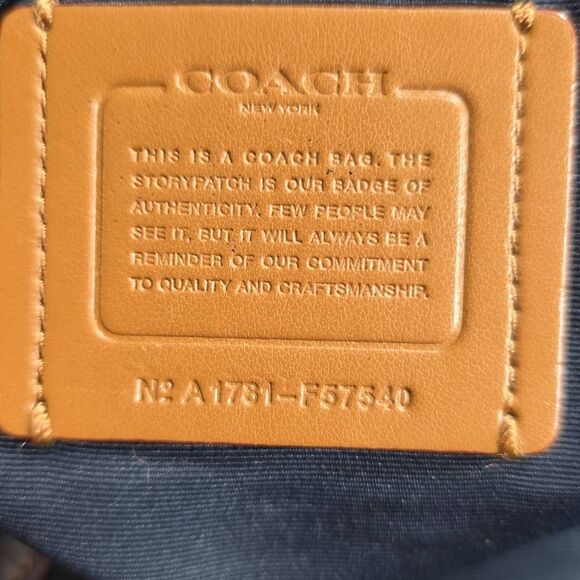 COACH
NEW YORK
THIS IS A COACH BAG. THE
STORYPATCH IS OUR BADGE OF
AUTHENTICITY. FEW PEOPLE MAY
SEE IT, BUT IT WILL ALWAYS BE A
REMINDER OF OUR COMMITMENT
TO QUALITY AND CRAFTSMANSHIP.
Nº A1781-F57540